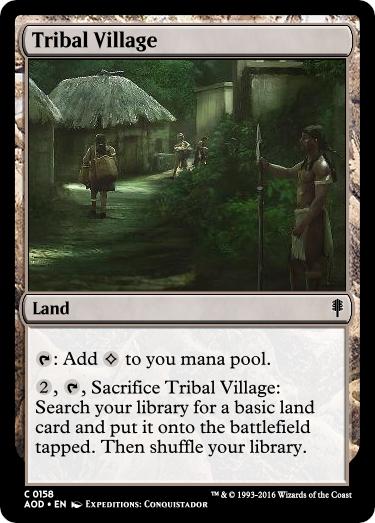 Tribal Village
Land
: Add to you mana pool.
2, , Sacrifice Tribal Village:
Search your library for a basic land
card and put it onto the battlefield
tapped. Then shuffle your library.
C 0158
AOD • EN Expeditions: Conquistador
™ & © 1993-2016 Wizards of the Coast